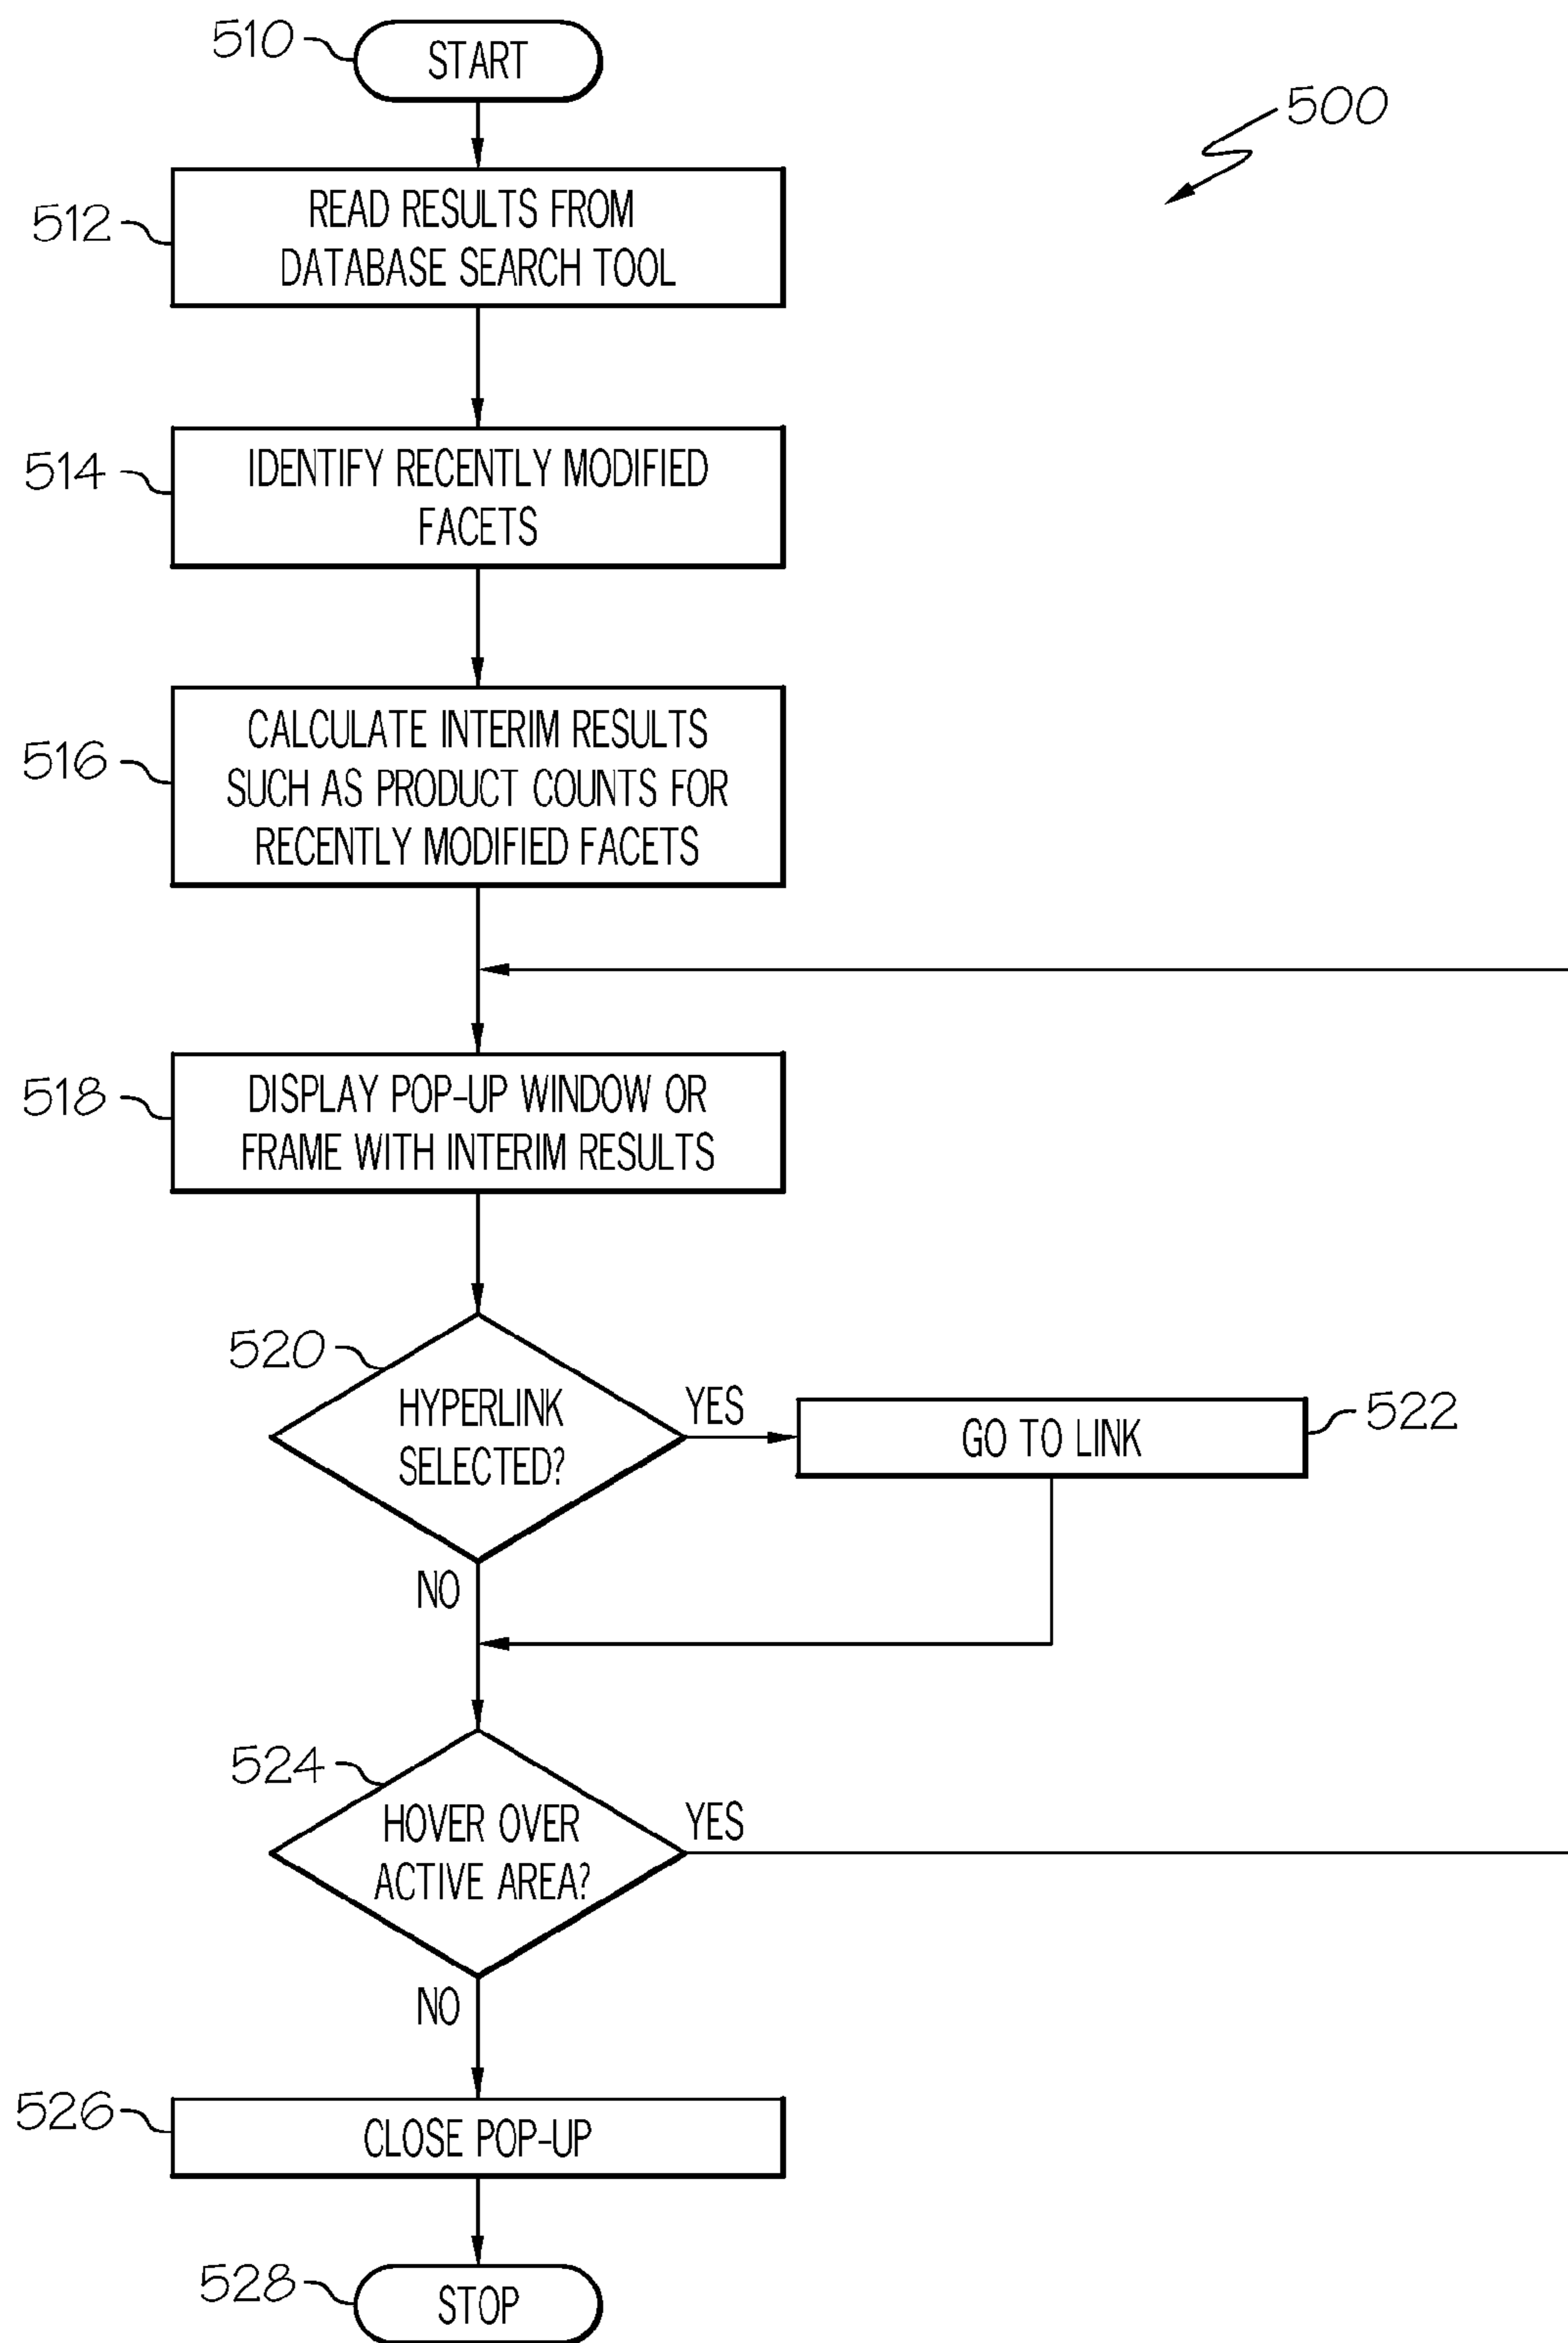 510
START
500
512
READ RESULTS FROM
DATABASE SEARCH TOOL
514
IDENTIFY RECENTLY MODIFIED
FACETS
516
CALCULATE INTERIM RESULTS
SUCH AS PRODUCT COUNTS FOR
RECENTLY MODIFIED FACETS
518
DISPLAY POP-UP WINDOW OR
FRAME WITH INTERIM RESULTS
520
HYPERLINK
SELECTED?
YES
GO TO LINK
522
NO
524
HOVER OVER
ACTIVE AREA?
YES
NO
526
CLOSE POP-UP
528
STOP